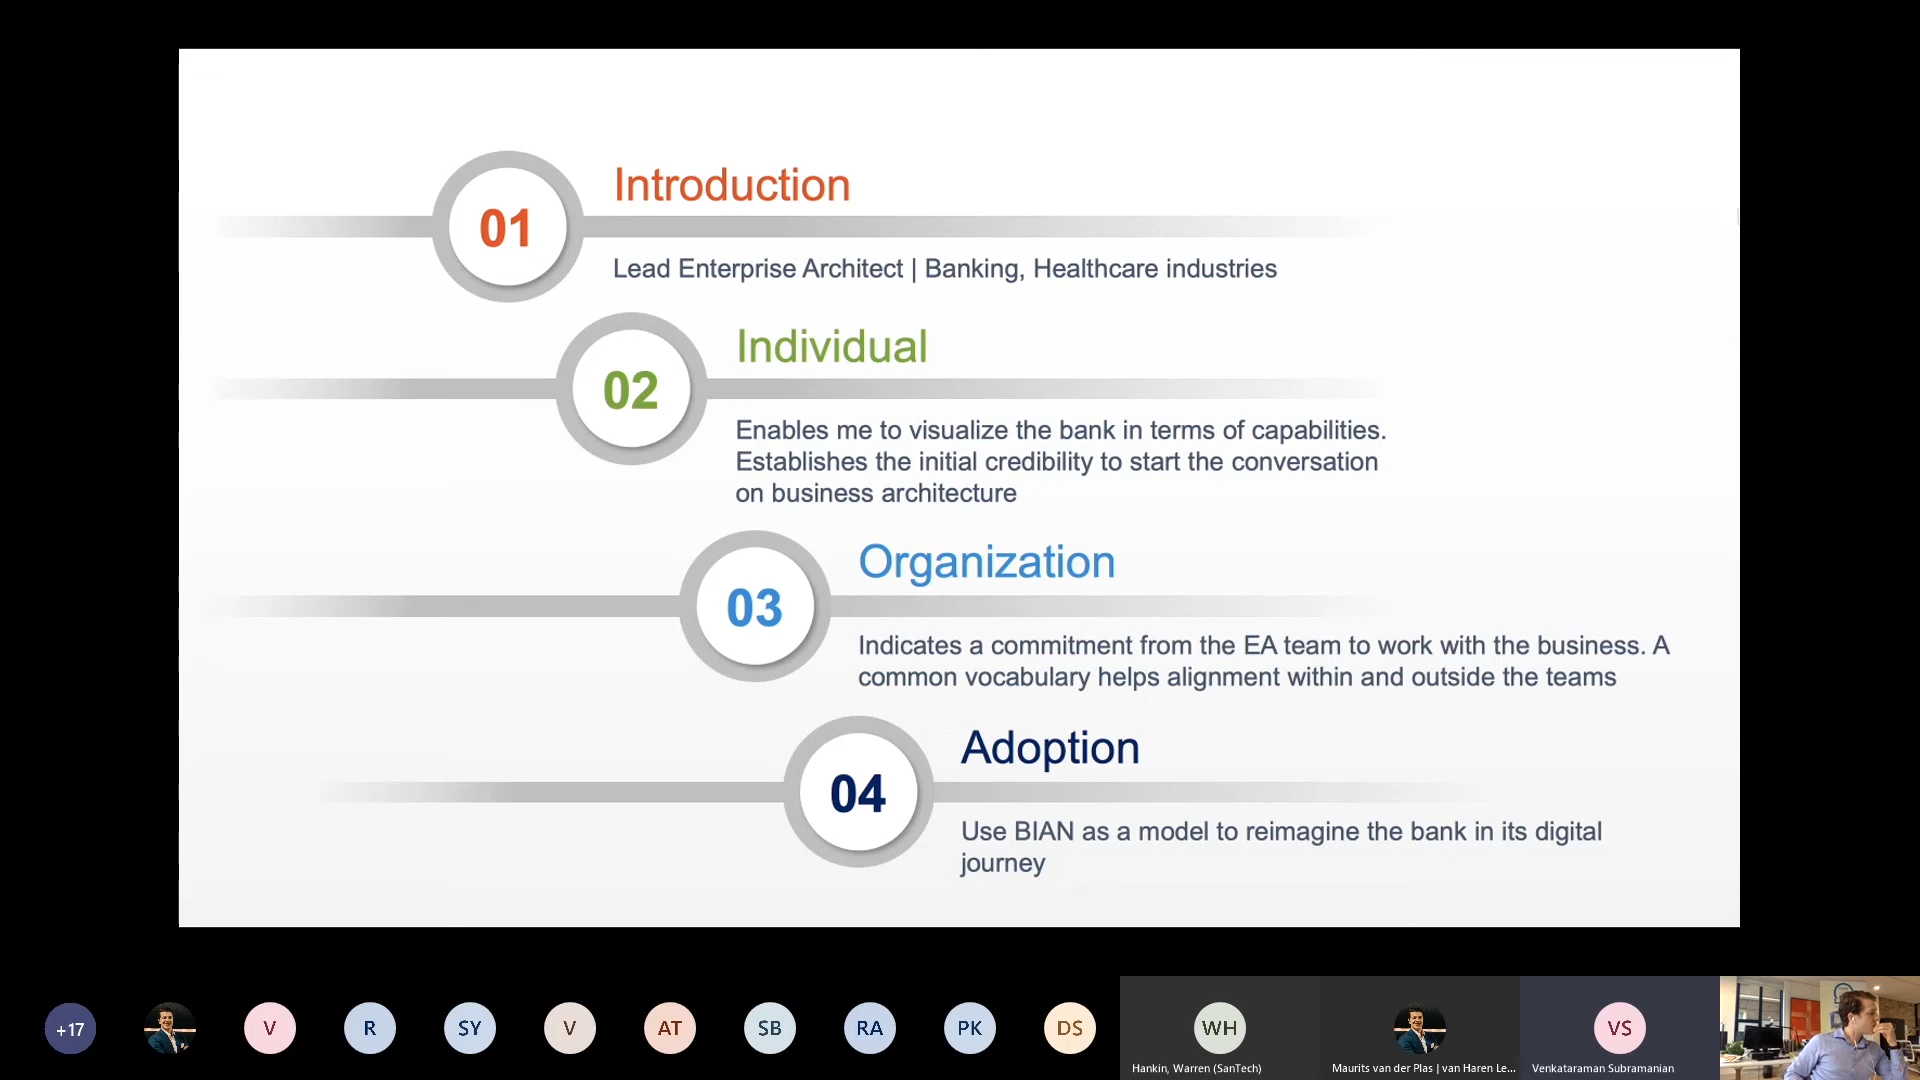 01
Introduction
Lead Enterprise Architect | Banking, Healthcare industries
02
Individual
Enables me to visualize the bank in terms of capabilities.
Establishes the initial credibility to start the conversation
on business architecture
03
Organization
Indicates a commitment from the EA team to work with the business. A
common vocabulary helps alignment within and outside the teams
04
Adoption
Use BIAN as a model to reimagine the bank in its digital
journey
+17
V
R
SY
V
AT
SB
RA
PK
DS
WH
VS
Hankin, Warren (SanTech)
Maurits van der Plas | van Haren Le...
Venkataraman Subramanian